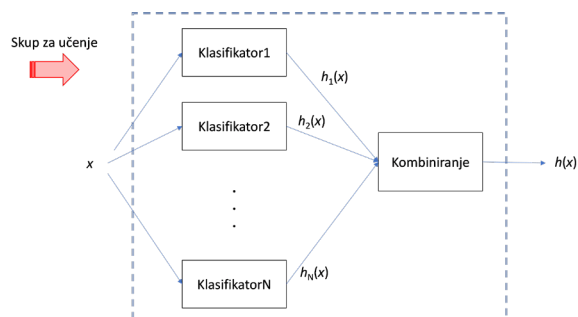 Skup za učenje
Klasifikator1
h₁(x)
Klasifikator2
h₂(x)
x
Kombiniranje
h(x)
.
.
.
KlasifikatorN
hN(x)